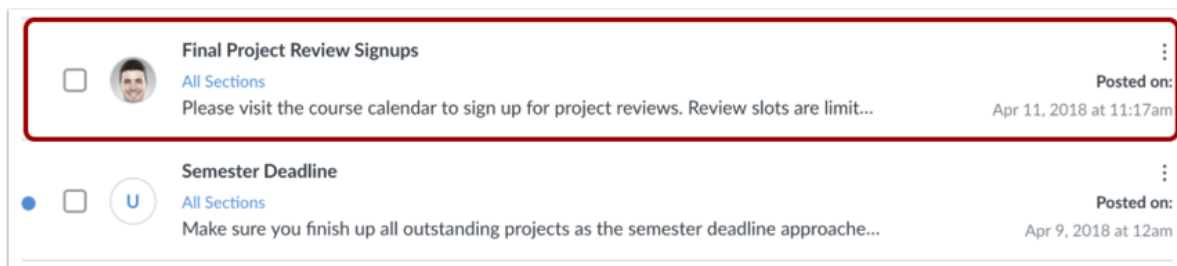 Final Project Review Signups
All Sections
Posted on:
Please visit the course calendar to sign up for project reviews. Review slots are limit...
Apr 11, 2018 at 11:17am
Semester Deadline
U
All Sections
Posted on:
Make sure you finish up all outstanding projects as the semester deadline approache...
Apr 9, 2018 at 12am